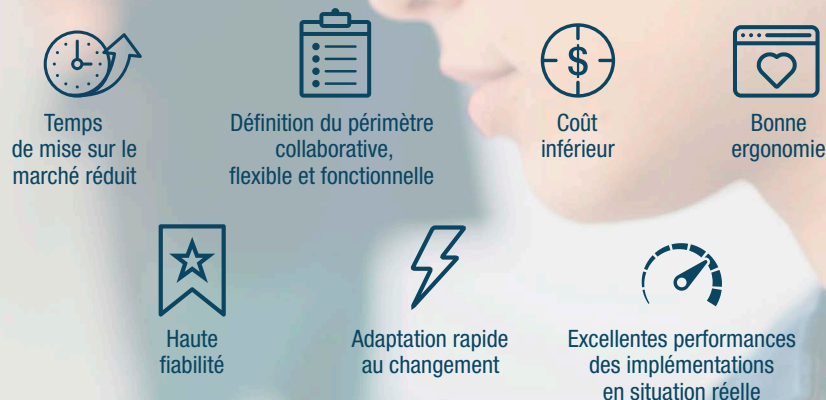 Temps
de mise sur le
marché réduit
Définition du périmètre
collaborative,
flexible et fonctionnelle
$
Coût
inférieur
Bonne
ergonomie
Haute
fiabilité
Adaptation rapide
au changement
Excellentes performances
des implémentations
en situation réelle